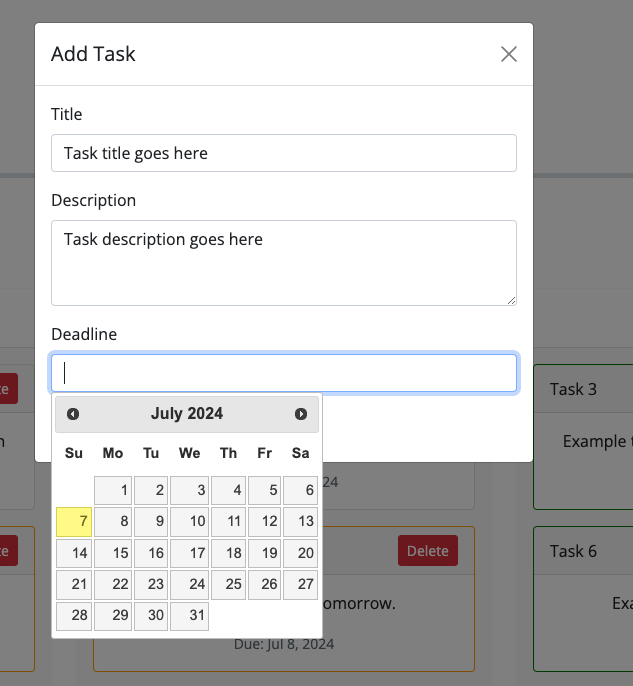 Add Task
Title
Task title goes here
Description
Task description goes here
Deadline
July 2024
Su Mo Tu We Th Fr Sa
1 2 3 4 5 6
7 8 9 10 11 12 13
14 15 16 17 18 19 20
21 22 23 24 25 26 27
28 29 30 31
Task 3
Example
24
Delete
Task 6
omorrow.
Exa
Due: Jul 8, 2024